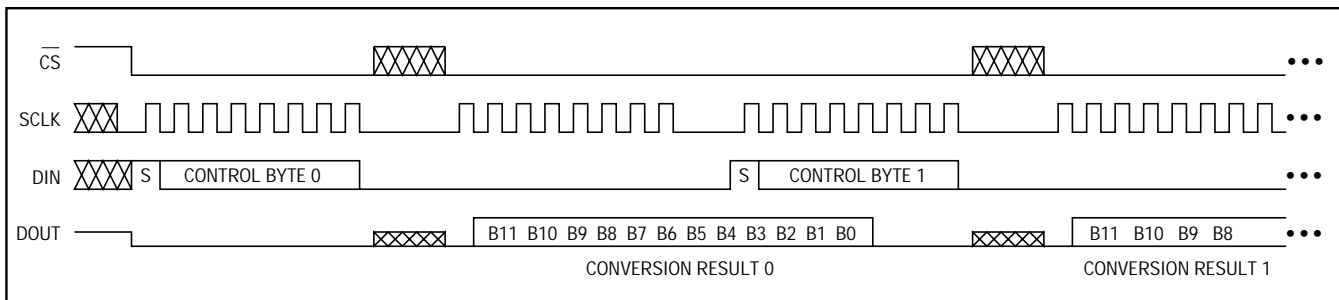 CS
SCLK
DIN S CONTROL BYTE 0 S CONTROL BYTE 1
DOUT B11 B10 B9 B8 B7 B6 B5 B4 B3 B2 B1 B0 B11 B10 B9 B8
CONVERSION RESULT 0 CONVERSION RESULT 1